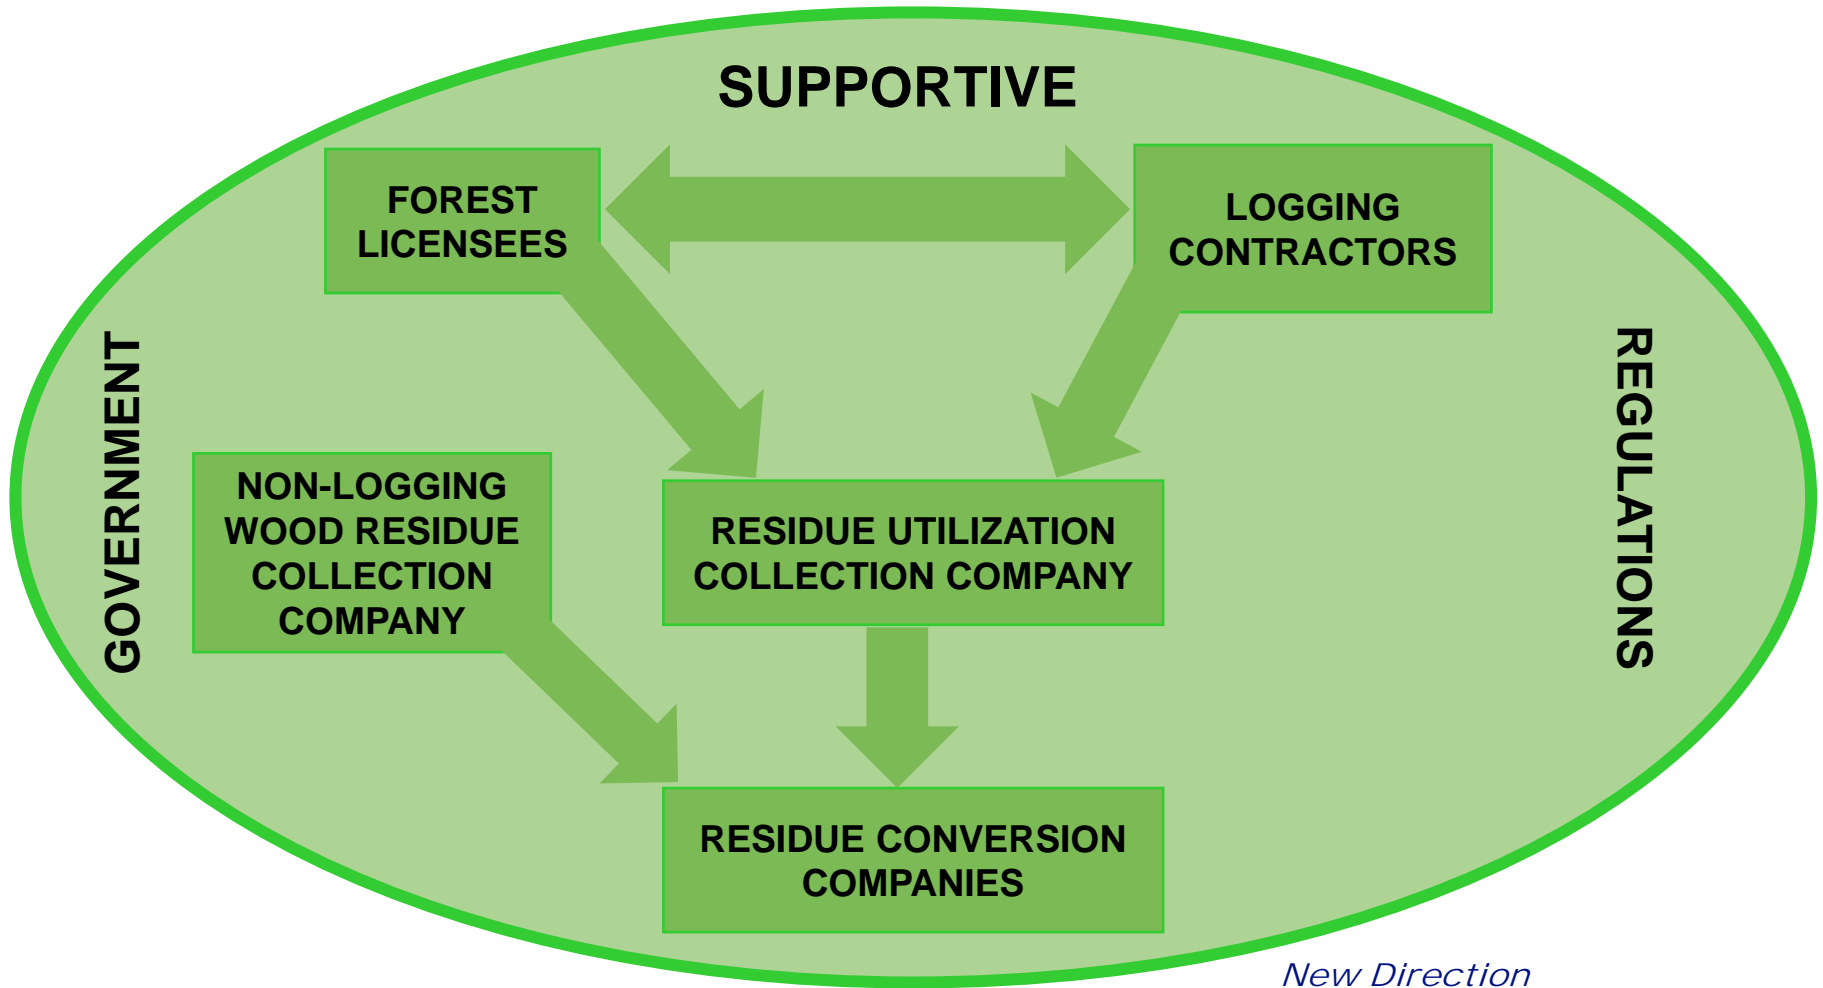 SUPPORTIVE
FOREST
LICENSEES
LOGGING
CONTRACTORS
GOVERNMENT
REGULATIONS
NON-LOGGING
WOOD RESIDUE
COLLECTION
COMPANY
RESIDUE UTILIZATION
COLLECTION COMPANY
RESIDUE CONVERSION
COMPANIES
New Direction